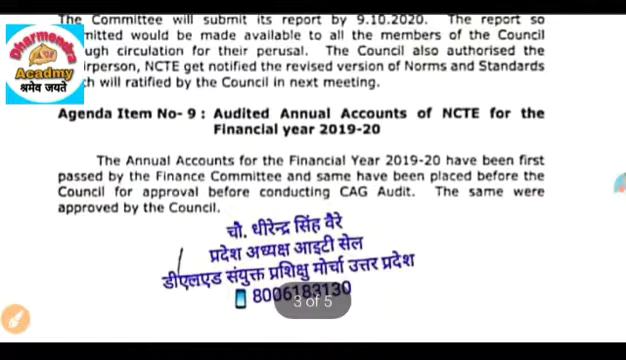 The Committee will submit its report by 9.10.2020. The report so
mitted would be made available to all the members of the Council
ugh circulation for their perusal. The Council also authorised the
irperson, NCTE get notified the revised version of Norms and Standards
h will ratified by the Council in next meeting.
Dharmendra
Acadmy
श्रमेव जयते
Agenda Item No- 9 : Audited Annual Accounts of NCTE for the
Financial year 2019-20
The Annual Accounts for the Financial Year 2019-20 have been first
passed by the Finance Committee and same have been placed before the
Council for approval before conducting CAG Audit. The same were
approved by the Council.
चौ. धीरेन्द्र सिंह वैरे
प्रदेश अध्यक्ष आइटी सेल
डीएलएड संयुक्त प्रशिक्षु मोर्चा उत्तर प्रदेश
8006183130
3 of 5